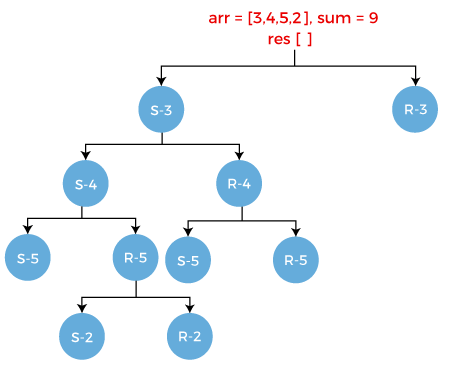 arr = [3,4,5,2], sum = 9
res [ ]
S-3
R-3
S-4
R-4
S-5
R-5
S-5
R-5
S-2
R-2